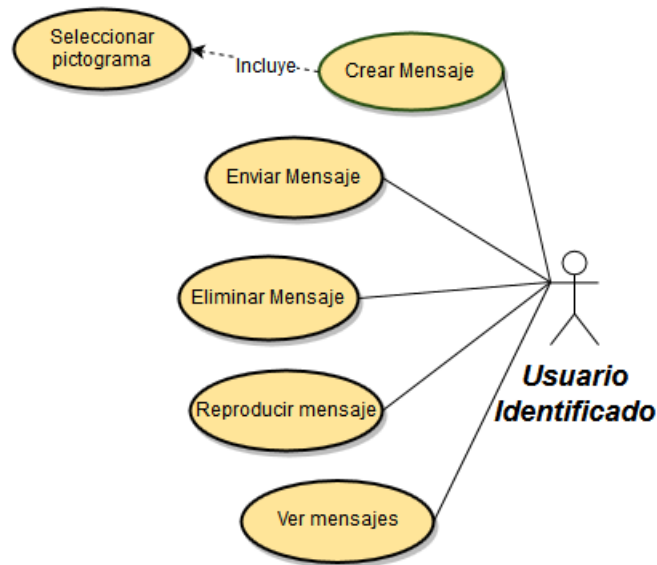 Seleccionar
pictograma
Incluye
Crear Mensaje
Enviar Mensaje
Eliminar Mensaje
Reproducir mensaje
Ver mensajes
Usuario
Identificado